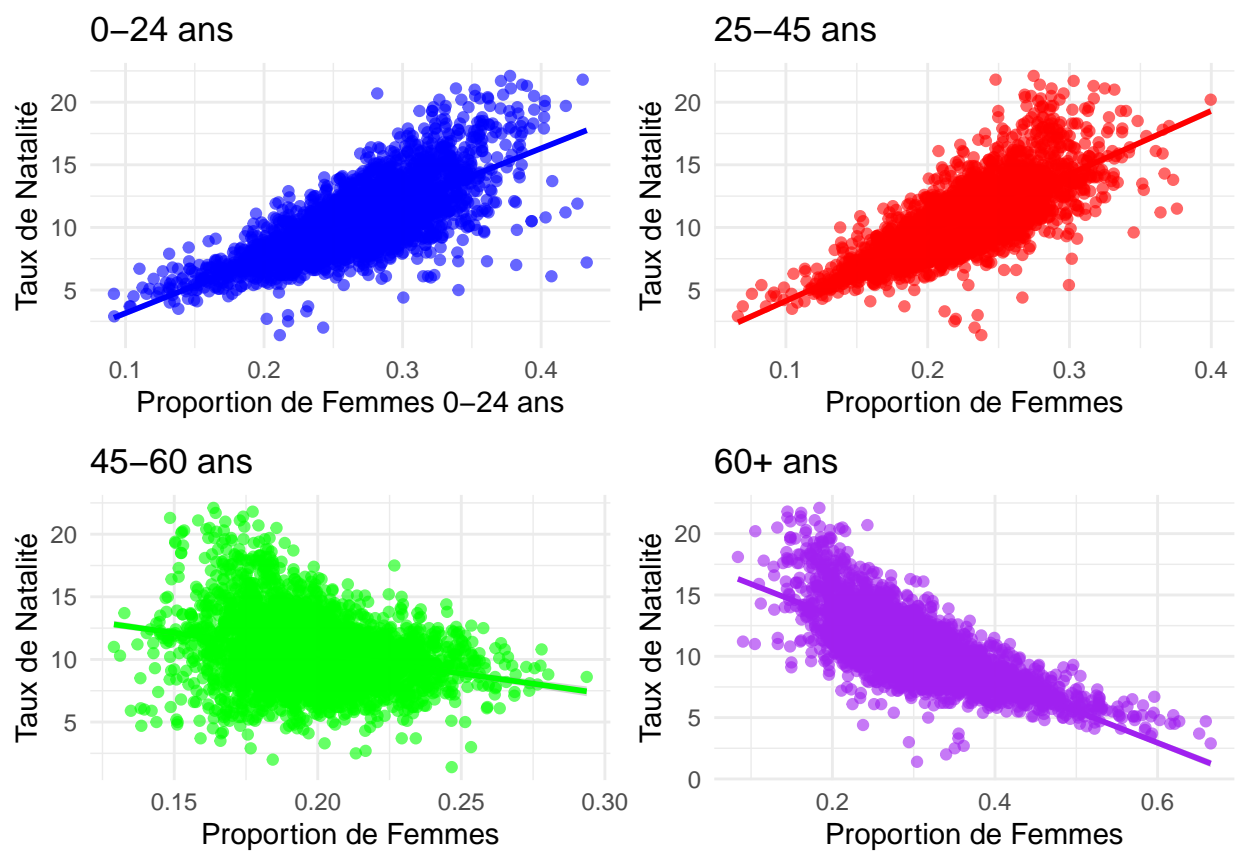 0–24 ans
Taux de Natalité
20
15
10
5
0.1 0.2 0.3 0.4
Proportion de Femmes 0–24 ans
25–45 ans
Taux de Natalité
20
15
10
5
0.1 0.2 0.3 0.4
Proportion de Femmes
45–60 ans
Taux de Natalité
20
15
10
5
0.15 0.20 0.25 0.30
Proportion de Femmes
60+ ans
Taux de Natalité
20
15
10
5
0
0.2 0.4 0.6
Proportion de Femmes